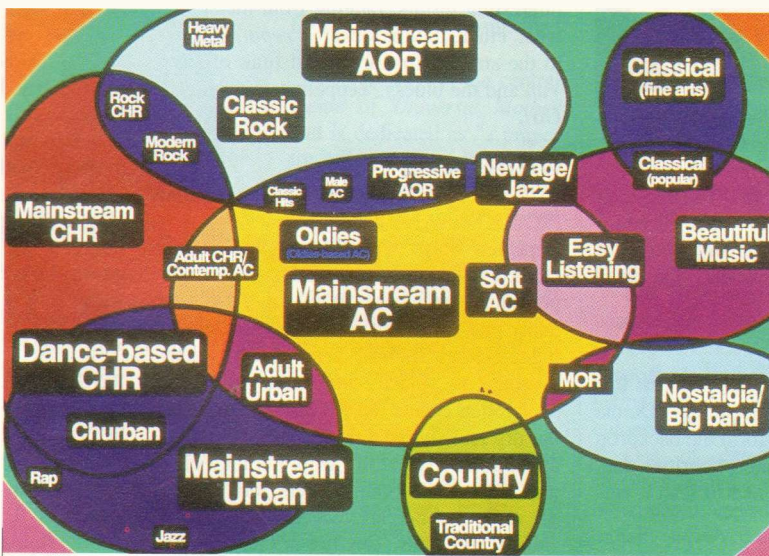 Heavy
Metal
Mainstream
AOR
Classical
(fine arts)
Rock
CHR
Classic
Rock
Modern
Rock
Classical
(popular)
New age/
Jazz
Progressive
AOR
Male
AC
Classic
Hits
Mainstream
CHR
Oldies
(Oldies-based AC)
Beautiful
Music
Easy
Listening
Adult CHR/
Contemp. AC
Mainstream
AC
Soft
AC
Dance-based
CHR
Adult
Urban
MOR
Nostalgia/
Big band
Churban
Mainstream
Urban
Rap
Country
Jazz
Traditional
Country